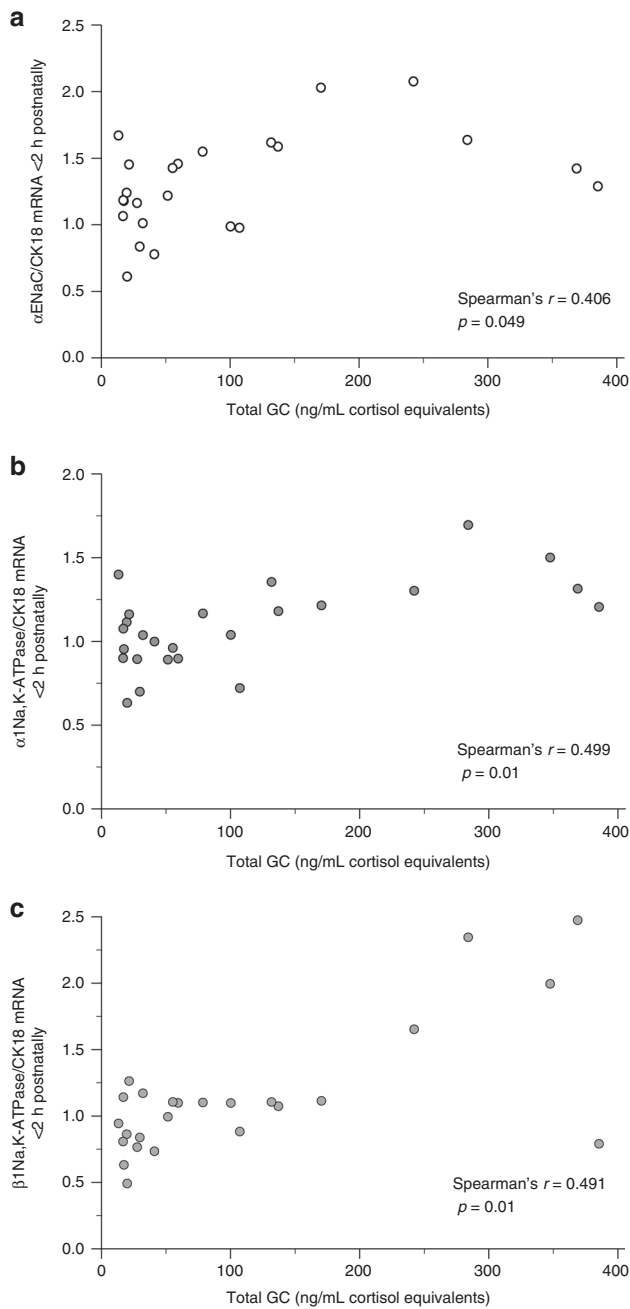 a
2.5
2.0
1.5
1.0
0.5
0.0
αENaC/CK18 mRNA <2 h postnatally
Spearman's r = 0.406
p = 0.049
0 100 200 300 400
Total GC (ng/mL cortisol equivalents)
b
2.0
1.5
1.0
0.5
0.0
α1Na,K-ATPase/CK18 mRNA
<2 h postnatally
Spearman's r = 0.499
p = 0.01
0 100 200 300 400
Total GC (ng/mL cortisol equivalents)
c
2.5
2.0
1.5
1.0
0.5
0.0
β1Na,K-ATPase/CK18 mRNA
<2 h postnatally
Spearman's r = 0.491
p = 0.01
0 100 200 300 400
Total GC (ng/mL cortisol equivalents)